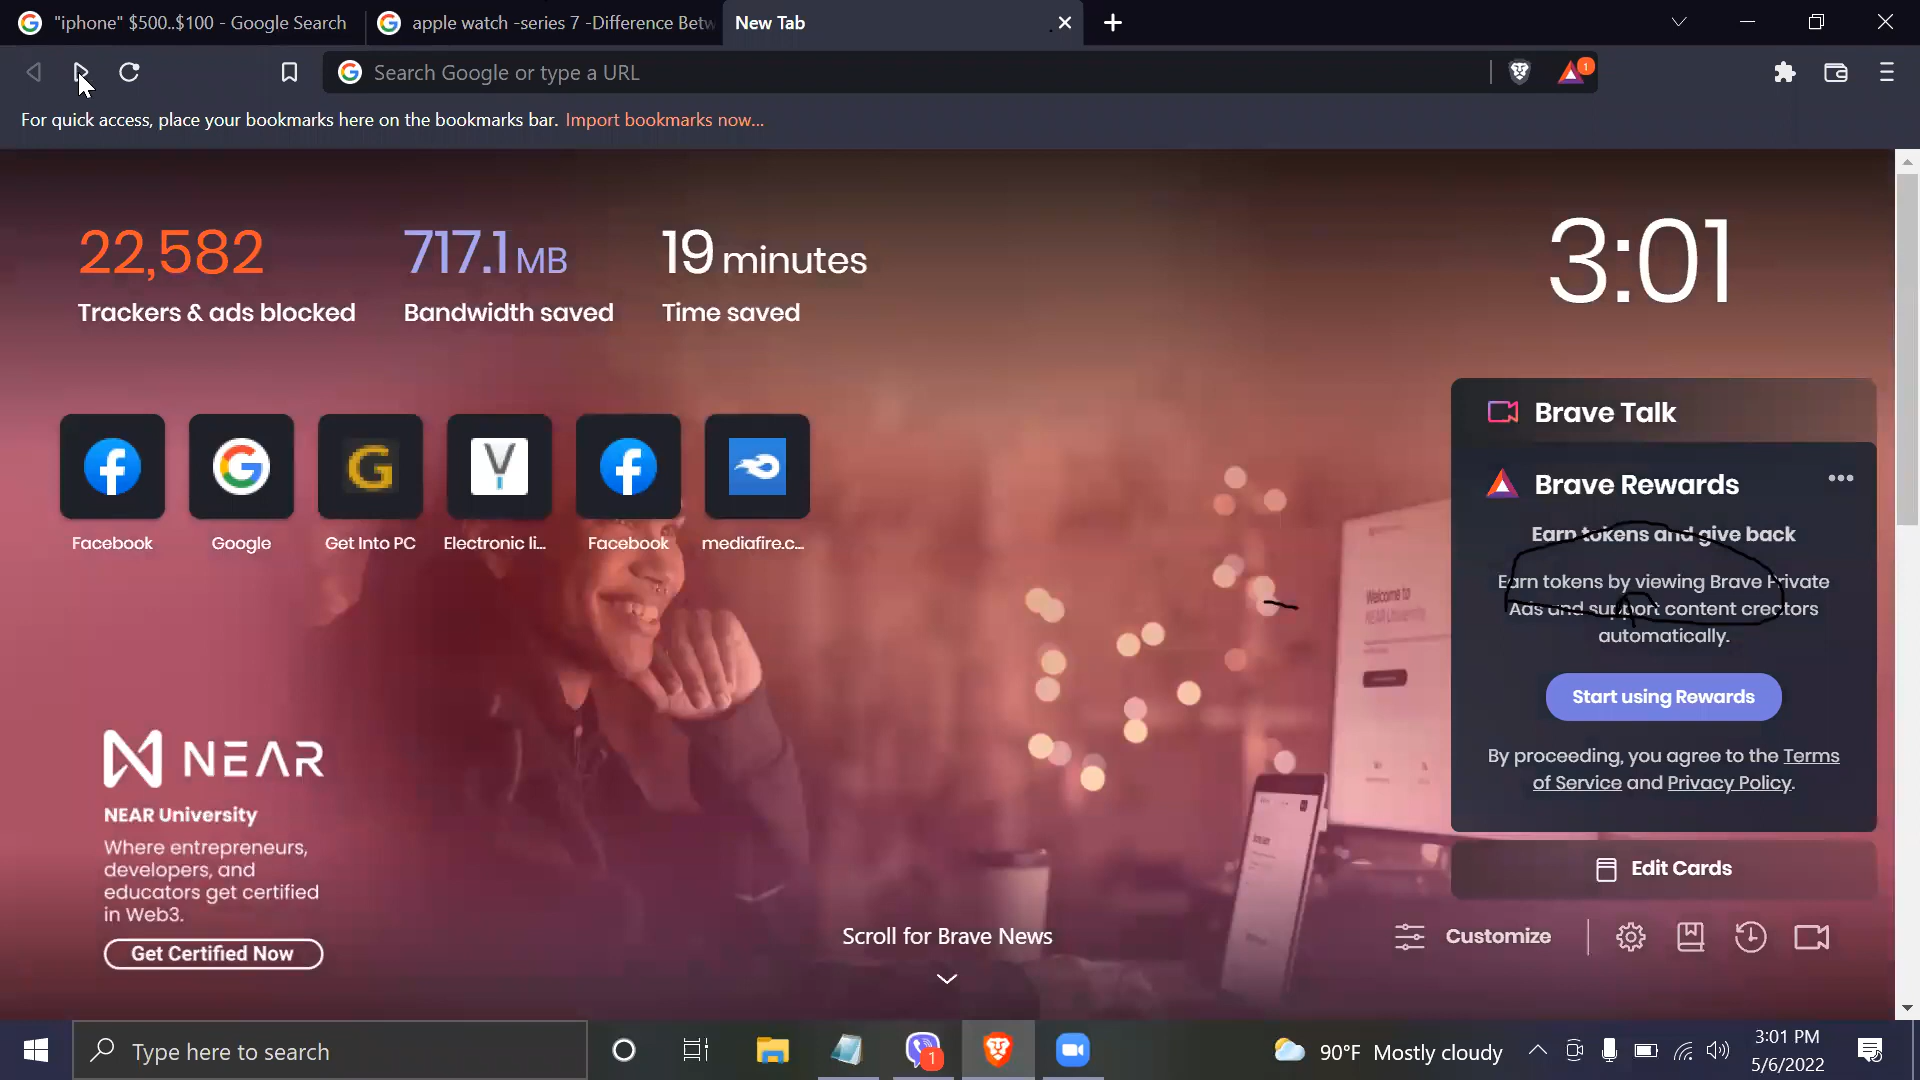 "iphone" $500..$100 - Google Search
apple watch -series 7 -Difference Betw
New Tab
Search Google or type a URL
1
For quick access, place your bookmarks here on the bookmarks bar. Import bookmarks now...
22,582
Trackers & ads blocked
717.1 MB
Bandwidth saved
19 minutes
Time saved
3:01
Facebook
Google
Get Into PC
Electronic li...
Facebook
mediafire.c...
Brave Talk
Brave Rewards
Earn tokens and give back
Earn tokens by viewing Brave Private
Ads and support content creators
automatically.
Start using Rewards
By proceeding, you agree to the Terms
of Service and Privacy Policy.
Edit Cards
Welcome to
NEAR University
NEAR
NEAR University
Where entrepreneurs,
developers, and
educators get certified
in Web3.
Get Certified Now
Scroll for Brave News
Customize
Type here to search
1
90°F Mostly cloudy
3:01 PM
5/6/2022